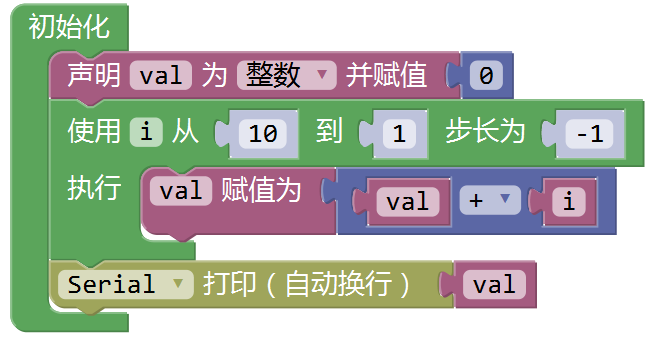 初始化
声明 val 为 整数 并赋值 0
使用 i 从 10 到 1 步长为 -1
执行 val 赋值为 val + i
Serial 打印（自动换行） val